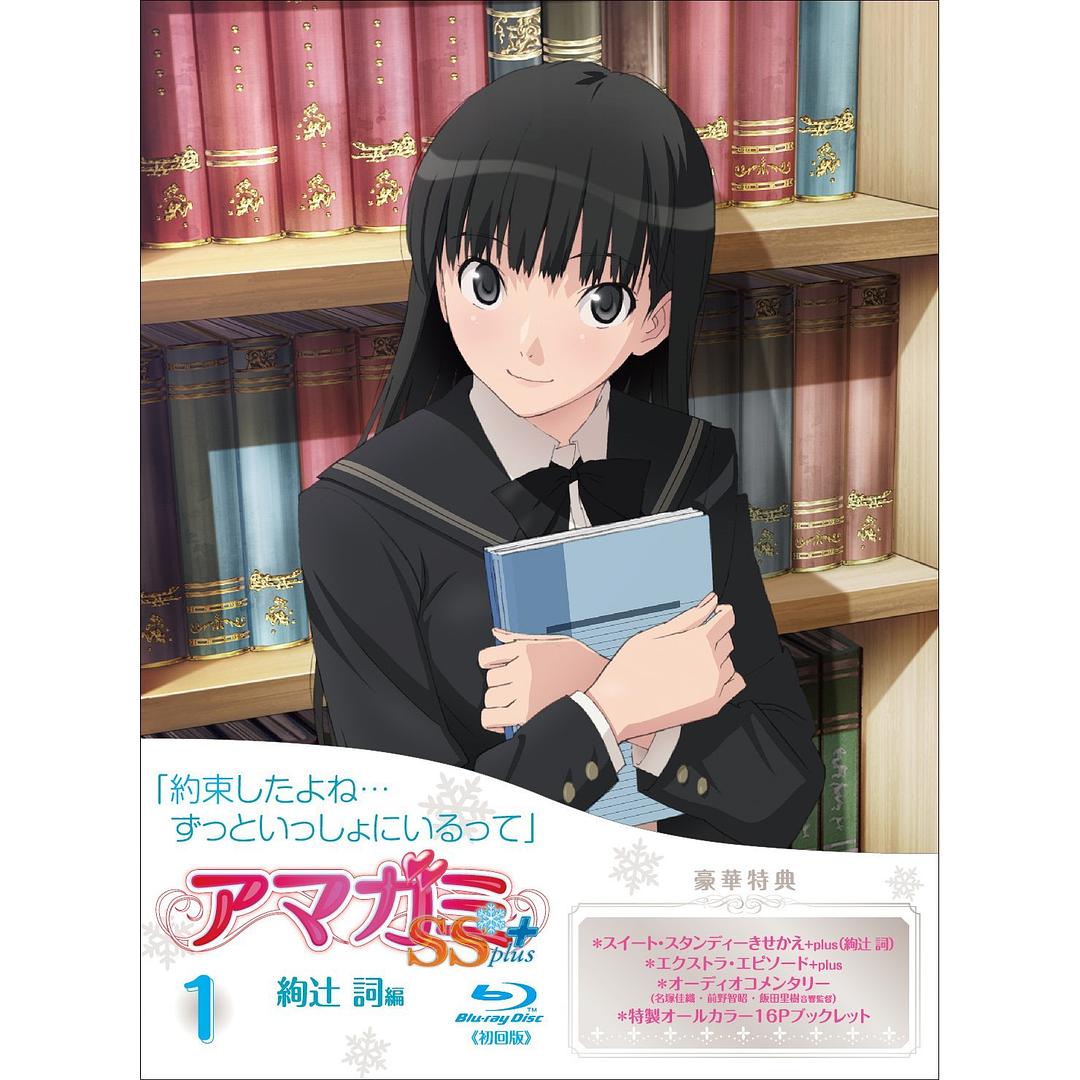 「約束したよね…
ずっといっしょにいるって」
アマガミ
SS+
plus
1
絢辻 詞編
Blu-ray Disc
TM
《初回版》
豪華特典
*スイート・スタンディーきせかえ+plus(絢辻 詞)
*エクストラ・エピソード+plus
*オーディオコメンタリー
(名塚佳織・前野智昭・飯田里樹音響監督)
*特製オールカラー16Pブックレット